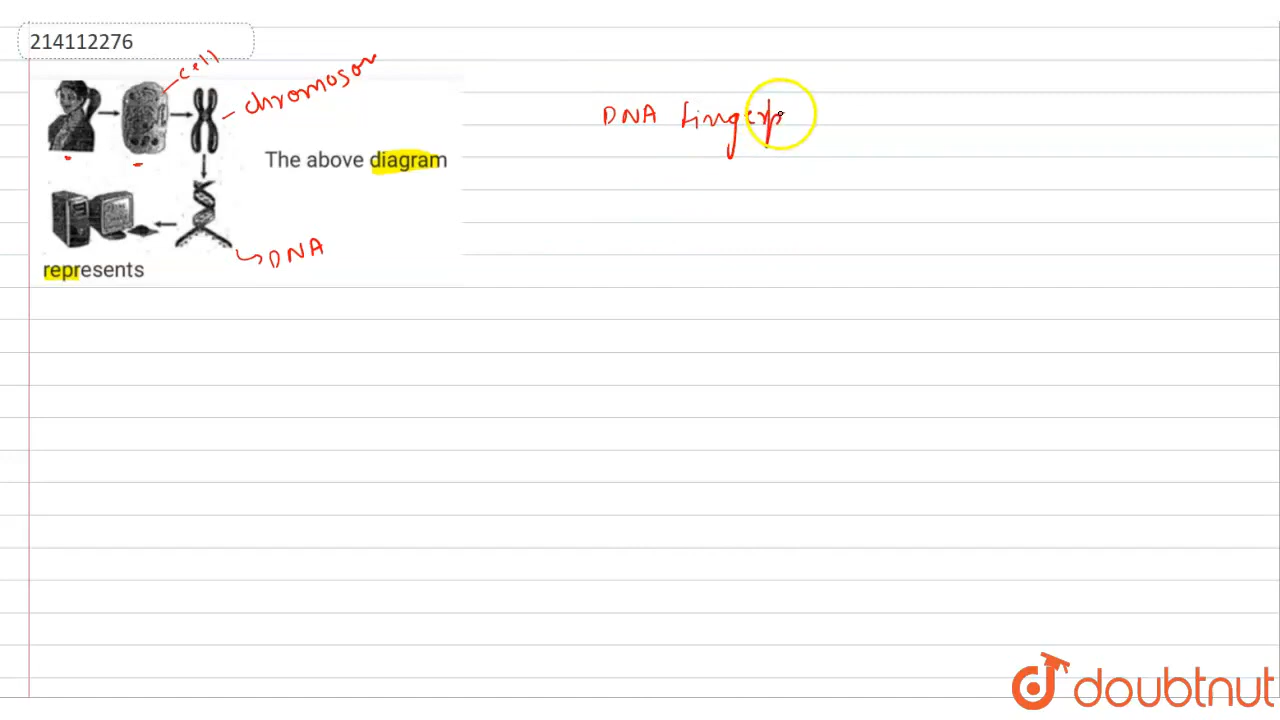 214112276
cell
chromosom
DNA fingerp
The above diagram
DNA
represents
doubtnut